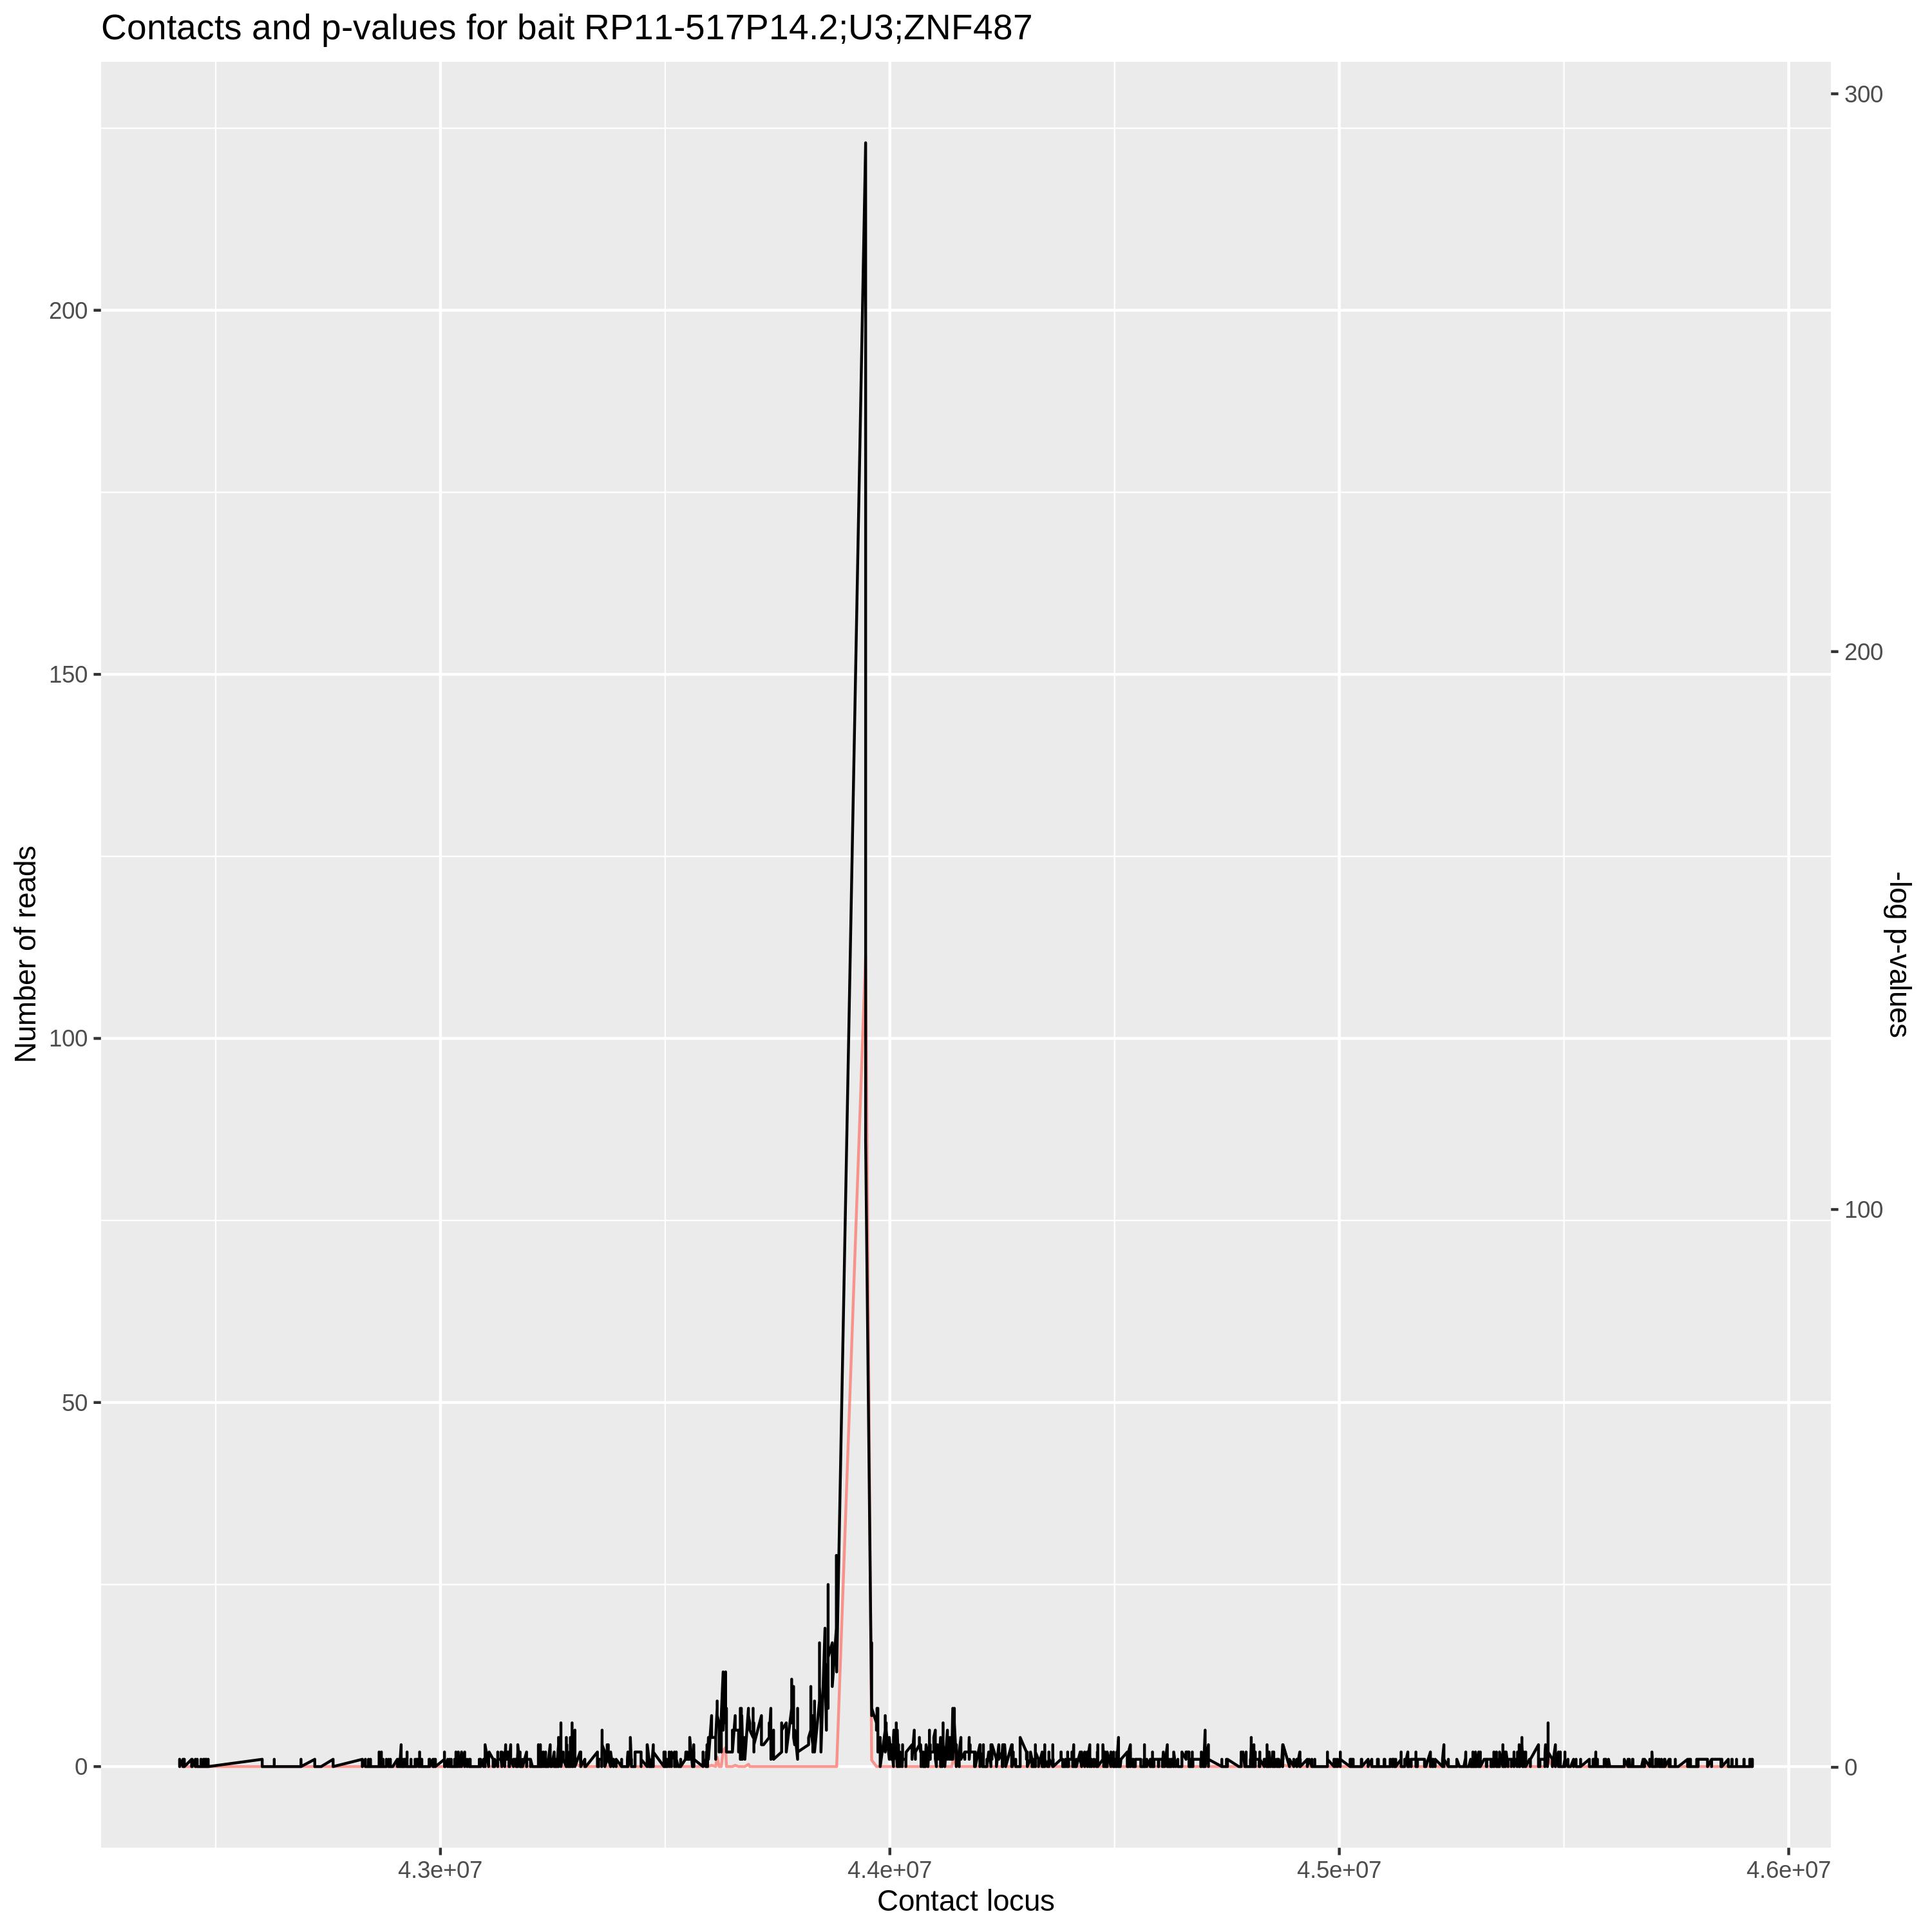 Contacts and p-values for bait RP11-517P14.2;U3;ZNF487
300
200
200
150
100
100
50
0
0
Number of reads
-log p-values
4.3e+07
4.4e+07
4.5e+07
4.6e+07
Contact locus